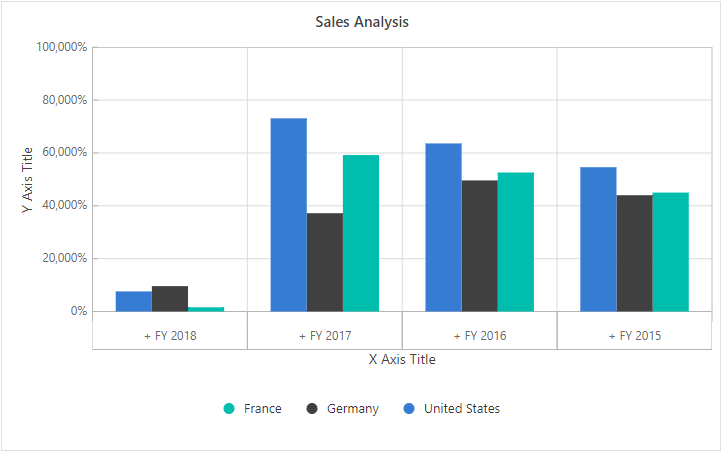 Sales Analysis
100,000%
80,000%
60,000%
40,000%
20,000%
0%
Y Axis Title
+ FY 2018 + FY 2017 + FY 2016 + FY 2015
X Axis Title
France Germany United States